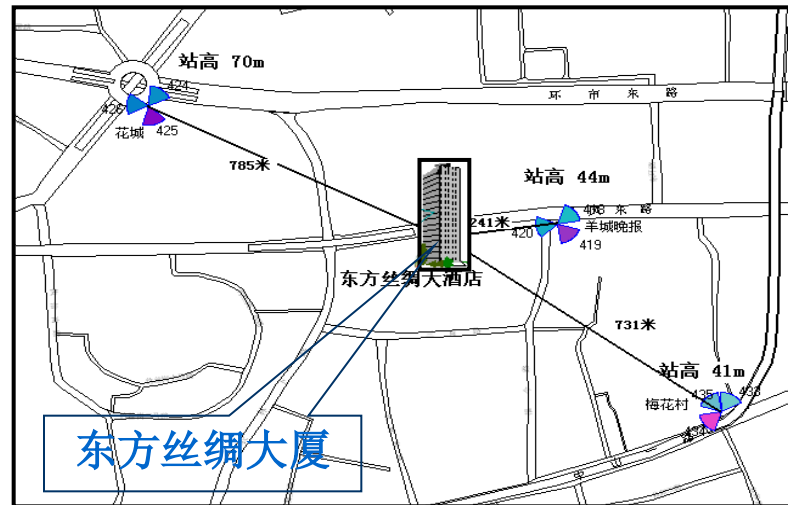 站高 70m
424
426
花城
425
环 市 东 路
785米
站高 44m
东 路
241米
420
羊城晚报
419
东方丝绸大酒店
731米
站高 41m
435
433
梅花村
434
东方丝绸大厦